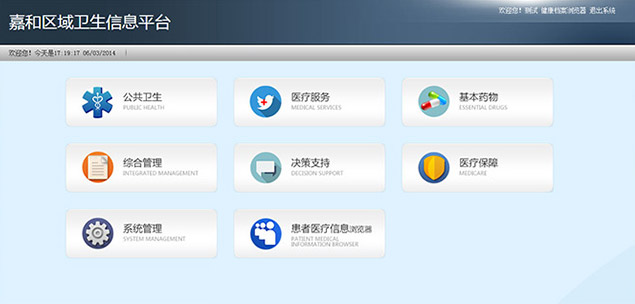 嘉和区域卫生信息平台
欢迎您！测试 健康档案浏览器 退出系统
欢迎您！今天是17:19:17 06/03/2014 |
公共卫生
PUBLIC HEALTH
医疗服务
MEDICAL SERVICES
基本药物
ESSENTIAL DRUGS
综合管理
INTEGRATED MANAGEMENT
决策支持
DECISION SUPPORT
医疗保障
MEDICARE
系统管理
SYSTEM MANAGEMENT
患者医疗信息浏览器
PATIENT MEDICAL
INFORMATION BROWSER